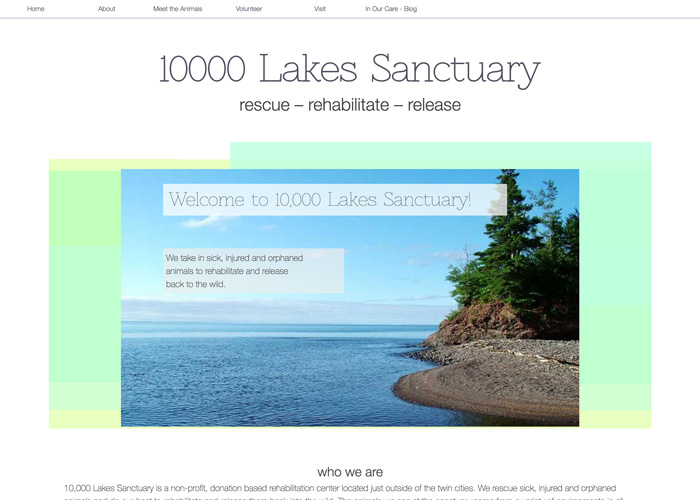 Home About Meet the Animals Volunteer Visit In Our Care - Blog
10000 Lakes Sanctuary
rescue – rehabilitate – release
Welcome to 10,000 Lakes Sanctuary!
We take in sick, injured and orphaned
animals to rehabilitate and release
back to the wild.
who we are
10,000 Lakes Sanctuary is a non-profit, donation based rehabilitation center located just outside of the twin cities. We rescue sick, injured and orphaned